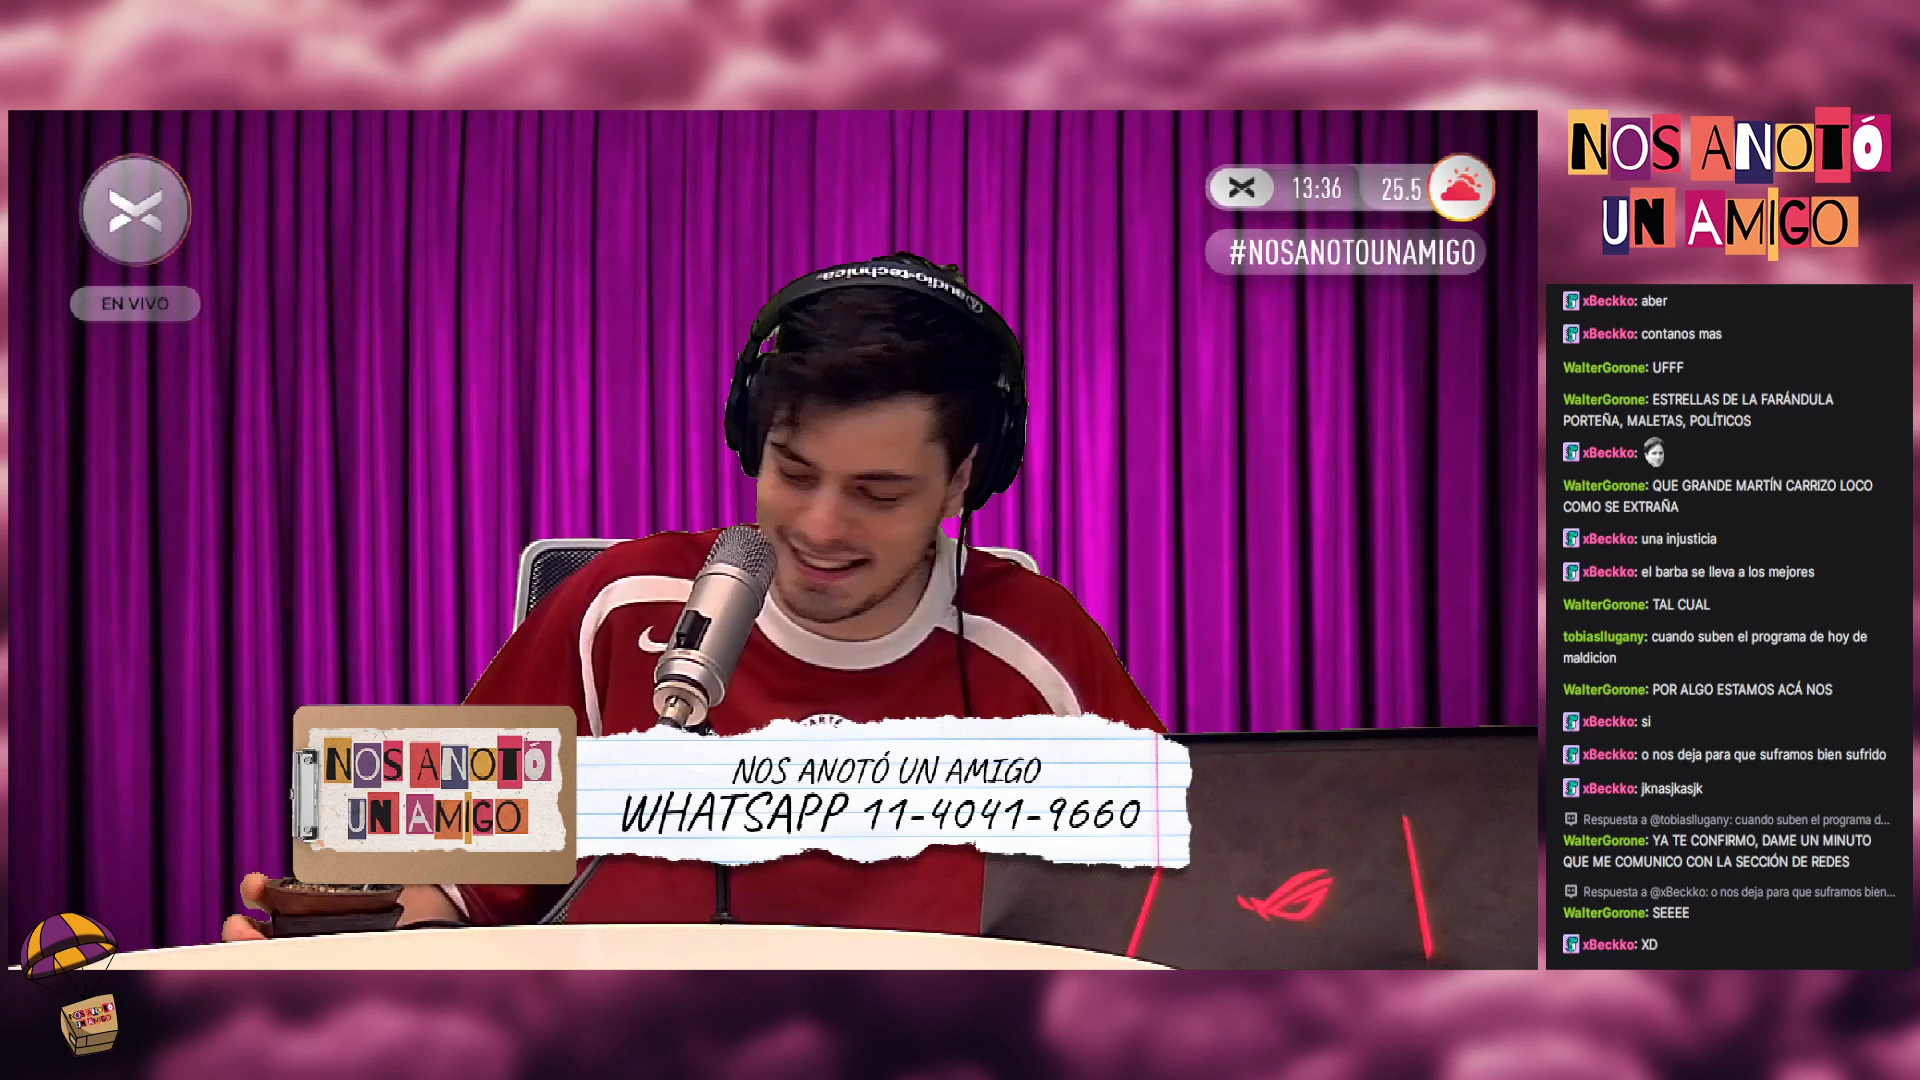 EN VIVO
13:36
25.5
#NOSANOTOUNAMIGO
audio-technica
NOS ANOTÓ
UN AMIGO
NOS ANOTÓ UN AMIGO
WHATSAPP 11-4041-9660
NOS ANOTÓ
UN AMIGO
NOS ANOTÓ
UN AMIGO
xBeckko: aber
xBeckko: contanos mas
WalterGorone: UFFF
WalterGorone: ESTRELLAS DE LA FARÁNDULA
PORTEÑA, MALETAS, POLÍTICOS
xBeckko:
WalterGorone: QUE GRANDE MARTÍN CARRIZO LOCO
COMO SE EXTRAÑA
xBeckko: una injusticia
xBeckko: el barba se lleva a los mejores
WalterGorone: TAL CUAL
tobiasllugany: cuando suben el programa de hoy de
maldicion
WalterGorone: POR ALGO ESTAMOS ACÁ NOS
xBeckko: si
xBeckko: o nos deja para que suframos bien sufrido
xBeckko: jknasjkasjk
Respuesta a @tobiasllugany: cuando suben el programa d...
WalterGorone: YA TE CONFIRMO, DAME UN MINUTO
QUE ME COMUNICO CON LA SECCIÓN DE REDES
Respuesta a @xBeckko: o nos deja para que suframos bien...
WalterGorone: SEEEE
xBeckko: XD